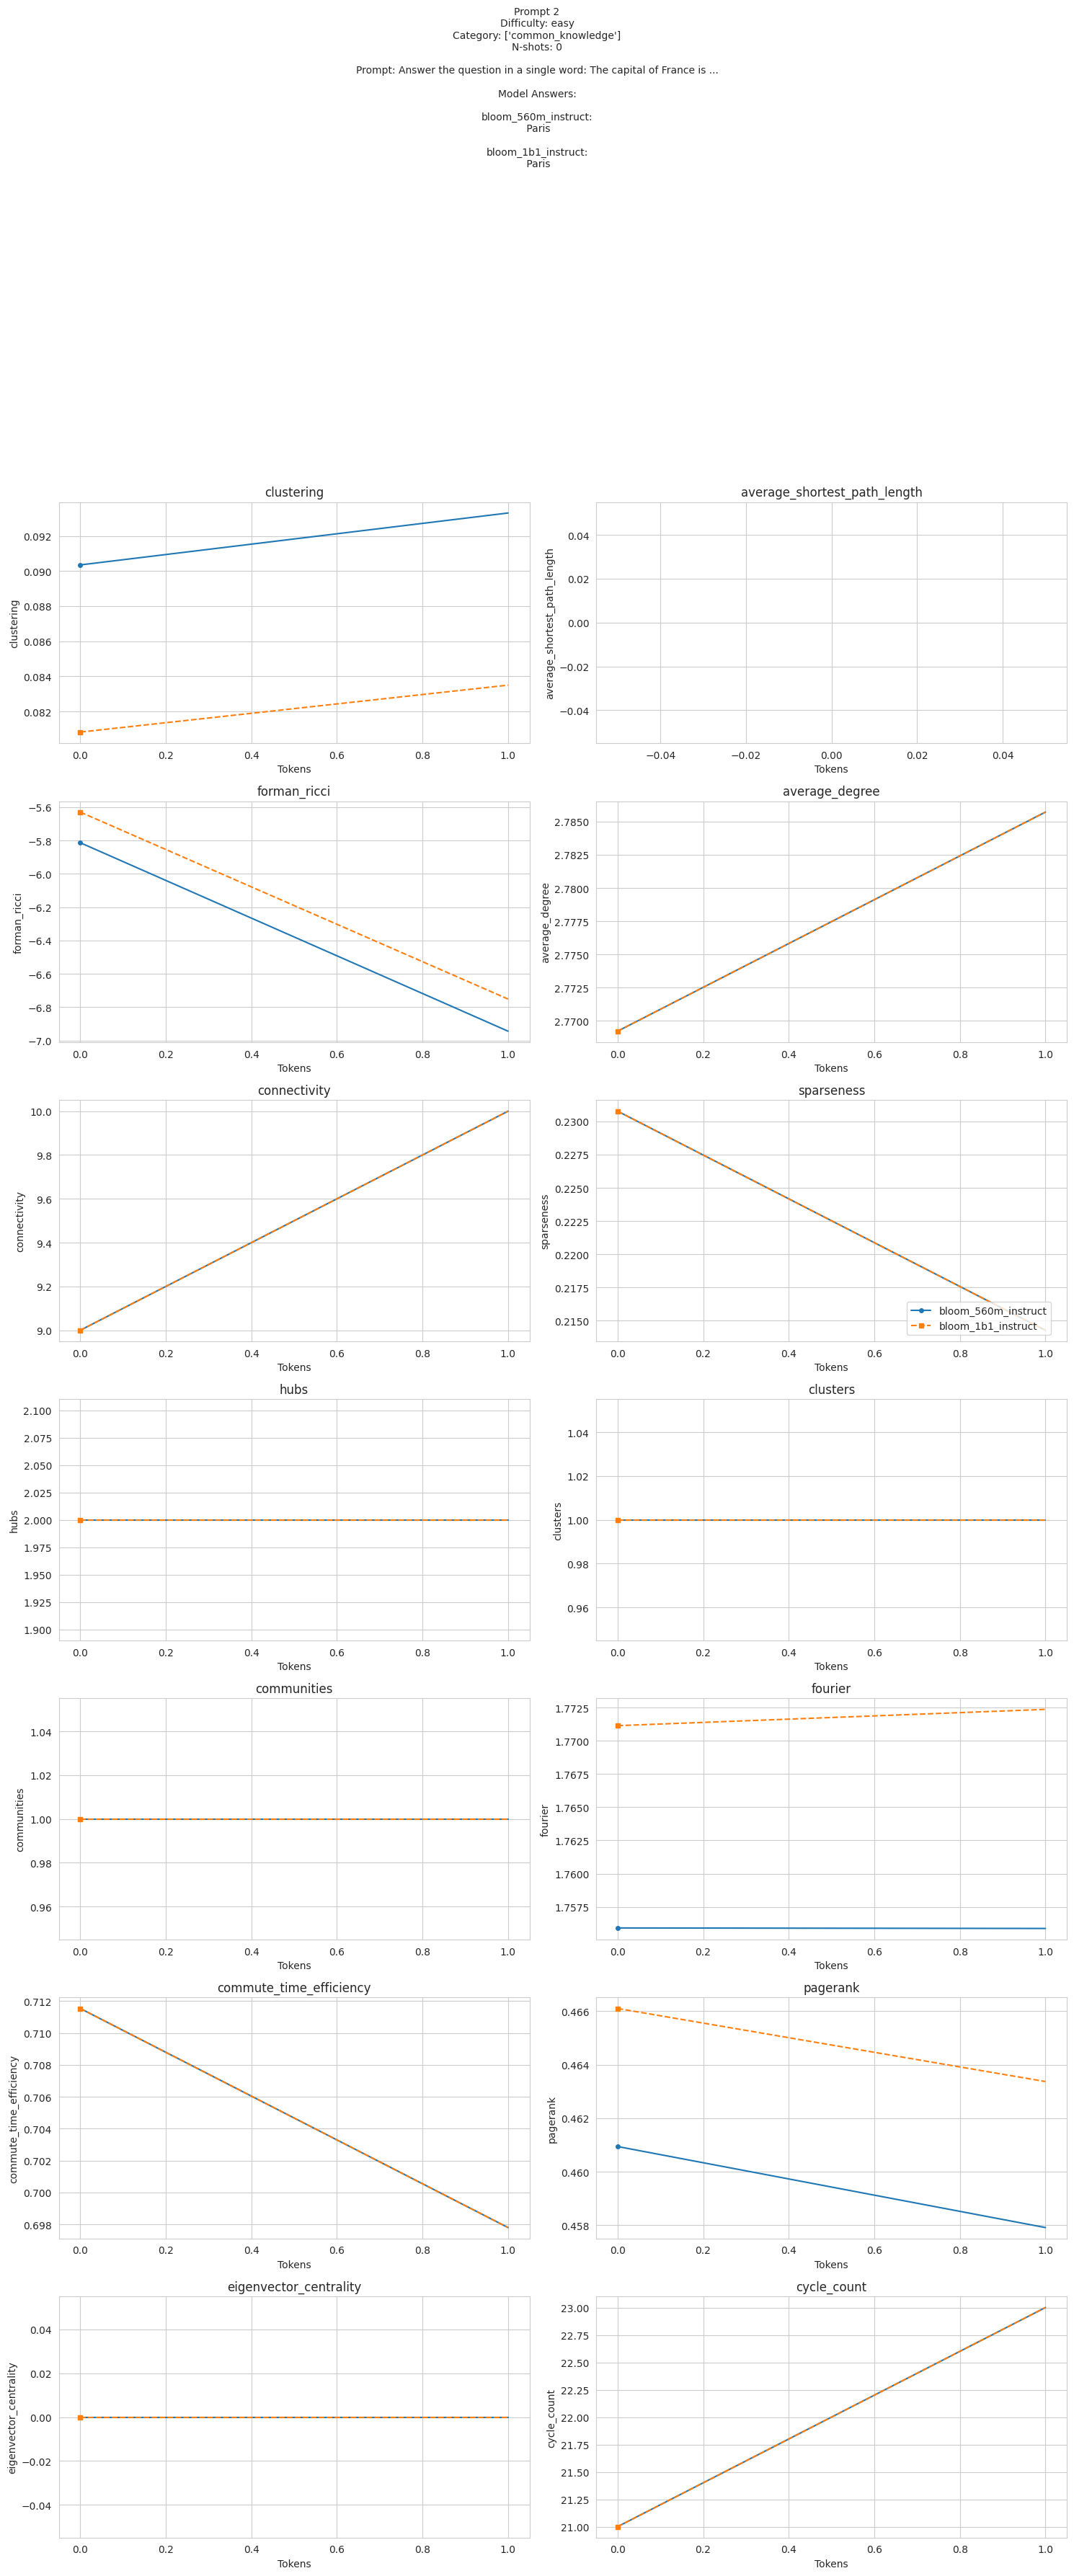 Prompt 2
Difficulty: easy
Category: ['common_knowledge']
N-shots: 0
Prompt: Answer the question in a single word: The capital of France is ...
Model Answers:
bloom_560m_instruct:
Paris
bloom_1b1_instruct:
Paris
clustering
clustering
0.092
0.090
0.088
0.086
0.084
0.082
0.0 0.2 0.4 0.6 0.8 1.0
Tokens
average_shortest_path_length
average_shortest_path_length
0.04
0.02
0.00
−0.02
−0.04
−0.04 −0.02 0.00 0.02 0.04
Tokens
forman_ricci
forman_ricci
−5.6
−5.8
−6.0
−6.2
−6.4
−6.6
−6.8
−7.0
0.0 0.2 0.4 0.6 0.8 1.0
Tokens
average_degree
average_degree
2.7850
2.7825
2.7800
2.7775
2.7750
2.7725
2.7700
0.0 0.2 0.4 0.6 0.8 1.0
Tokens
connectivity
connectivity
10.0
9.8
9.6
9.4
9.2
9.0
0.0 0.2 0.4 0.6 0.8 1.0
Tokens
sparseness
sparseness
0.2300
0.2275
0.2250
0.2225
0.2200
0.2175
0.2150
bloom_560m_instruct
bloom_1b1_instruct
0.0 0.2 0.4 0.6 0.8 1.0
Tokens
hubs
hubs
2.100
2.075
2.050
2.025
2.000
1.975
1.950
1.925
1.900
0.0 0.2 0.4 0.6 0.8 1.0
Tokens
clusters
clusters
1.04
1.02
1.00
0.98
0.96
0.0 0.2 0.4 0.6 0.8 1.0
Tokens
communities
communities
1.04
1.02
1.00
0.98
0.96
0.0 0.2 0.4 0.6 0.8 1.0
Tokens
fourier
fourier
1.7725
1.7700
1.7675
1.7650
1.7625
1.7600
1.7575
0.0 0.2 0.4 0.6 0.8 1.0
Tokens
commute_time_efficiency
commute_time_efficiency
0.712
0.710
0.708
0.706
0.704
0.702
0.700
0.698
0.0 0.2 0.4 0.6 0.8 1.0
Tokens
pagerank
pagerank
0.466
0.464
0.462
0.460
0.458
0.0 0.2 0.4 0.6 0.8 1.0
Tokens
eigenvector_centrality
eigenvector_centrality
0.04
0.02
0.00
−0.02
−0.04
0.0 0.2 0.4 0.6 0.8 1.0
Tokens
cycle_count
cycle_count
23.00
22.75
22.50
22.25
22.00
21.75
21.50
21.25
21.00
0.0 0.2 0.4 0.6 0.8 1.0
Tokens